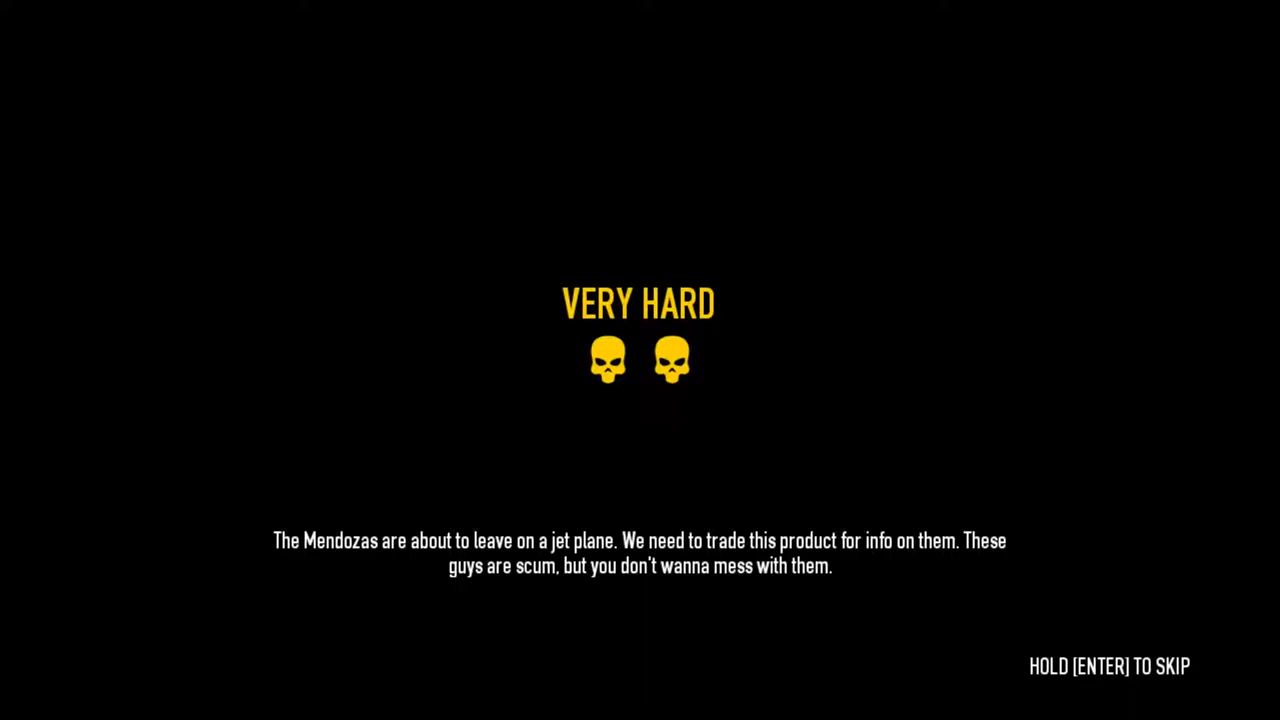 VERY HARD
The Mendozas are about to leave on a jet plane. We need to trade this product for info on them. These
guys are scum, but you don't wanna mess with them.
HOLD [ENTER] TO SKIP